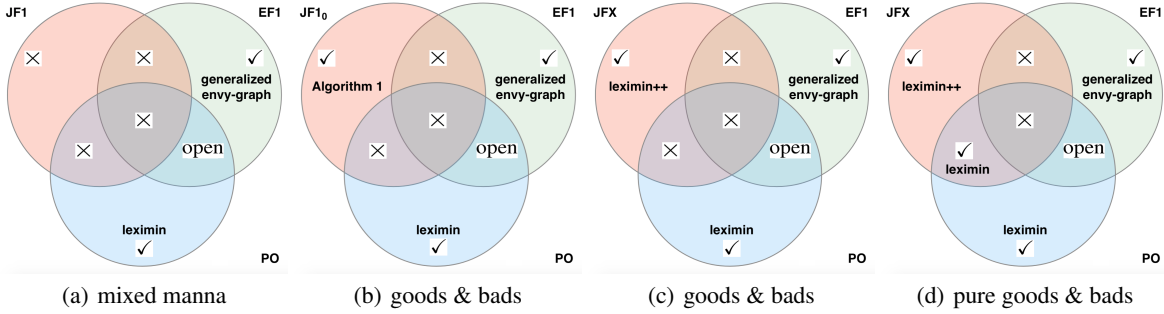 JF1
EF1
generalized
envy-graph
open
leximin
PO
(a) mixed manna
JF1₀
EF1
Algorithm 1
generalized
envy-graph
open
leximin
PO
(b) goods & bads
JFX
EF1
leximin++
generalized
envy-graph
open
leximin
PO
(c) goods & bads
JFX
EF1
leximin++
generalized
envy-graph
open
leximin
leximin
PO
(d) pure goods & bads